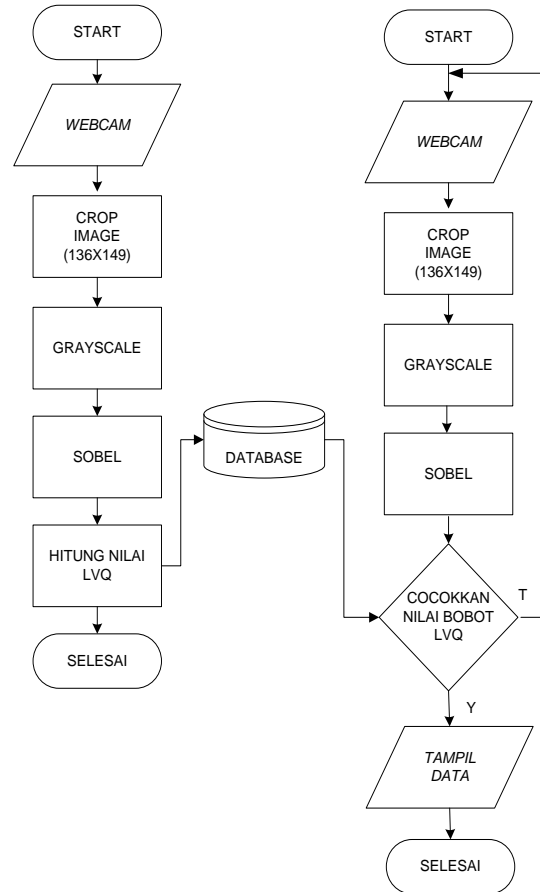 START
WEBCAM
CROP
IMAGE
(136X149)
GRAYSCALE
SOBEL
HITUNG NILAI
LVQ
SELESAI
DATABASE
START
WEBCAM
CROP
IMAGE
(136X149)
GRAYSCALE
SOBEL
COCOKKAN
NILAI BOBOT
LVQ
T
Y
TAMPIL
DATA
SELESAI